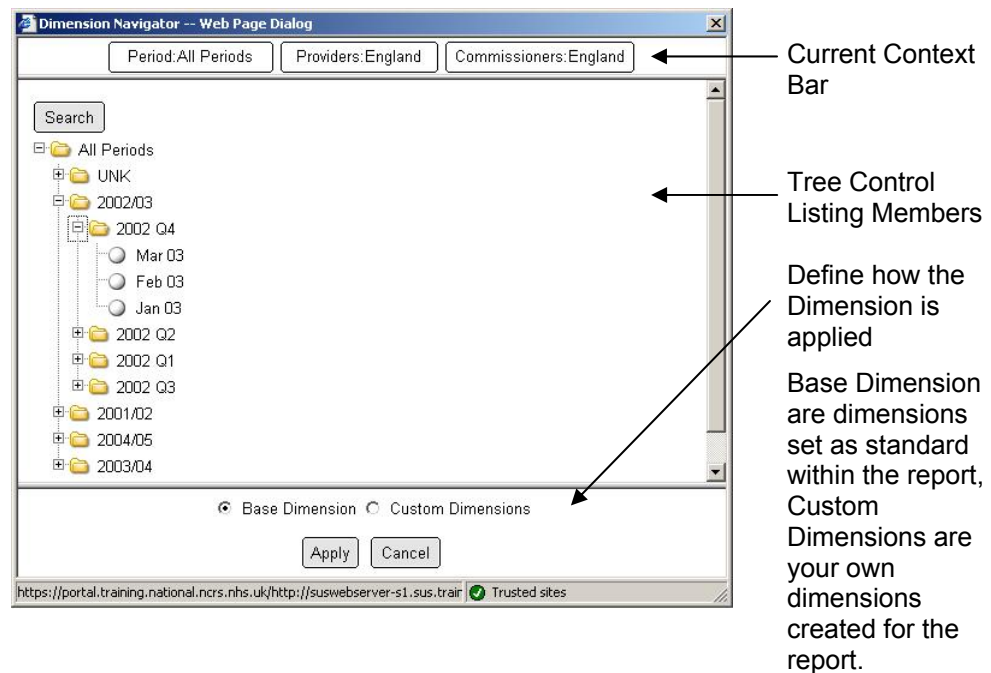 Dimension Navigator -- Web Page Dialog
Period:All Periods
Providers:England
Commissioners:England
Current Context
Bar
Search
All Periods
UNK
2002/03
2002 Q4
Mar 03
Feb 03
Jan 03
2002 Q2
2002 Q1
2002 Q3
2001/02
2004/05
2003/04
Tree Control
Listing Members
Define how the
Dimension is
applied
Base Dimension
are dimensions
set as standard
within the report,
Custom
Dimensions are
your own
dimensions
created for the
report.
Base Dimension
Custom Dimensions
Apply
Cancel
https://portal.training.national.ncrs.nhs.uk/http://suswebserver-s1.sus.train
Trusted sites